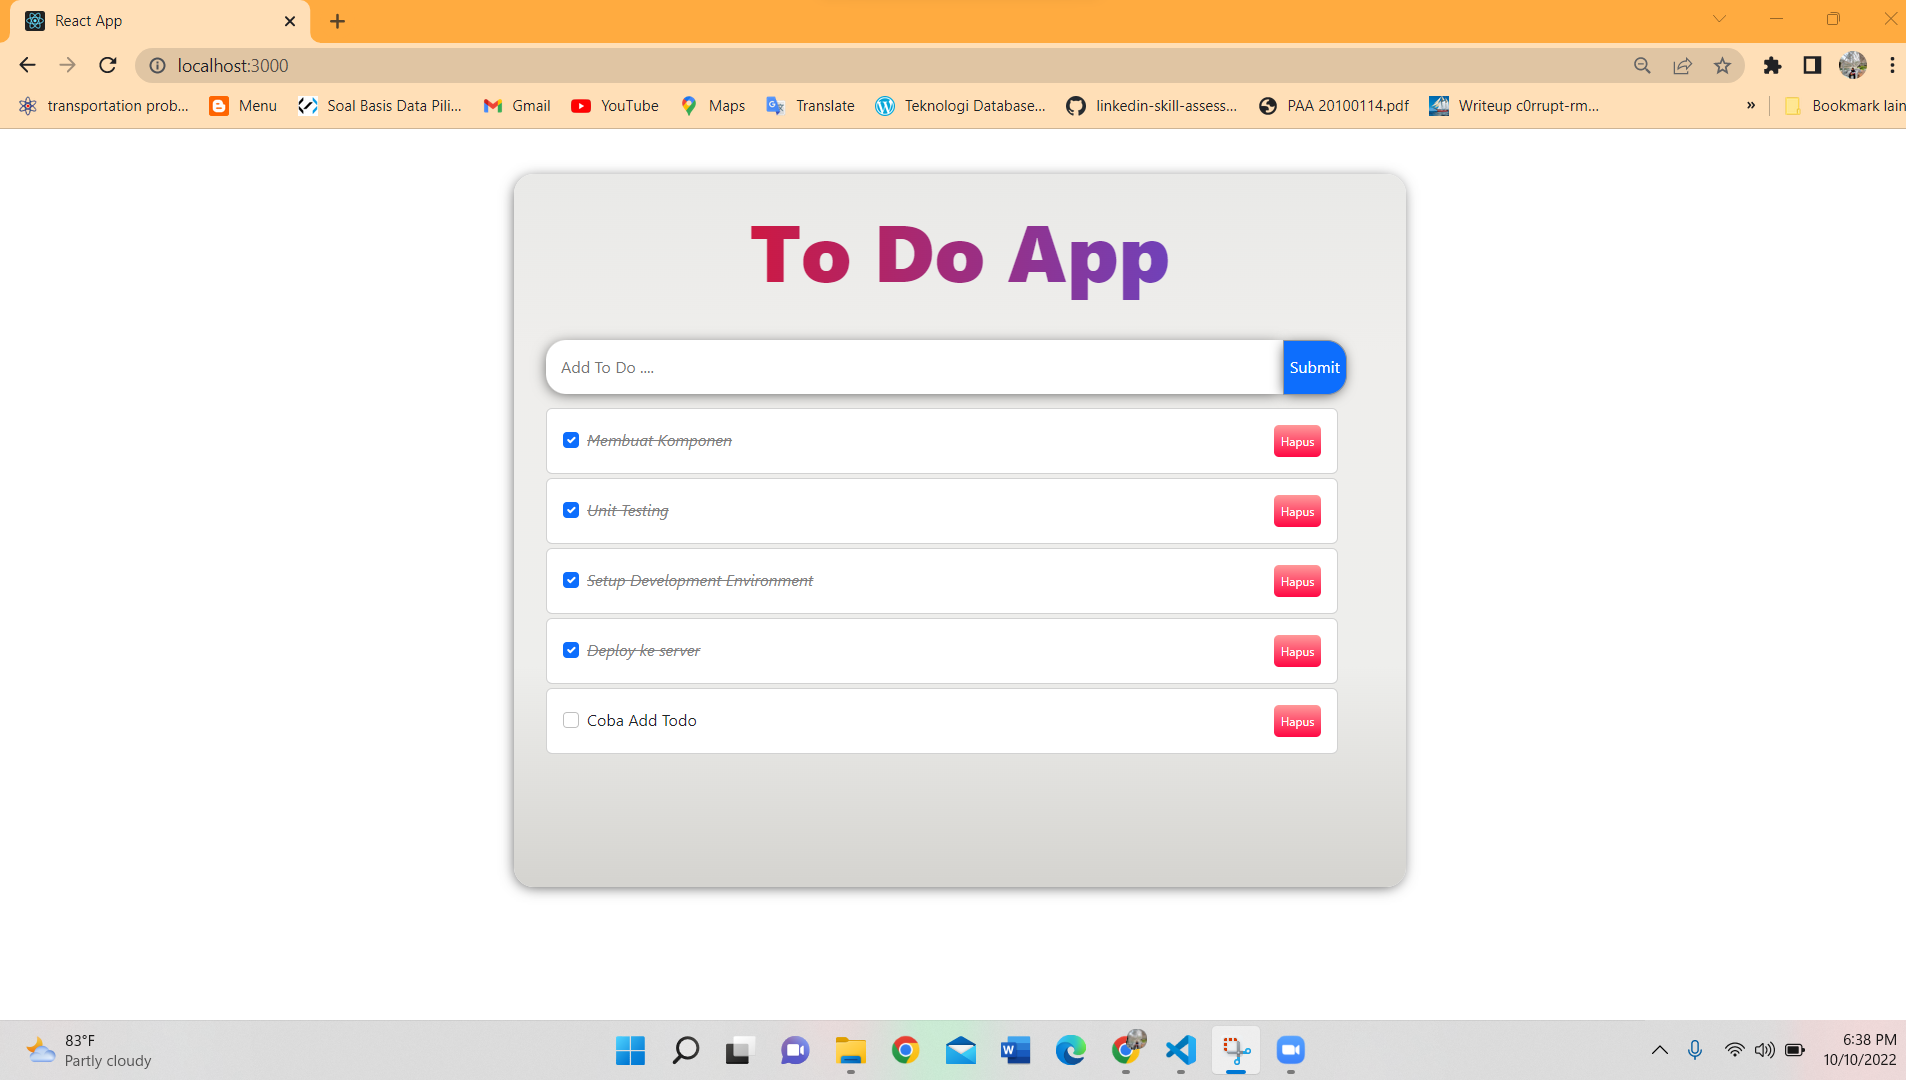 React App
localhost:3000
transportation prob...
Menu
Soal Basis Data Pili...
Gmail
YouTube
Maps
Translate
Teknologi Database...
linkedin-skill-assess...
PAA 20100114.pdf
Writeup c0rrupt-rm...
»
Bookmark lain
To Do App
Add To Do ....
Submit
Membuat Komponen
Hapus
Unit Testing
Hapus
Setup Development Environment
Hapus
Deploy ke server
Hapus
Coba Add Todo
Hapus
83°F
Partly cloudy
6:38 PM
10/10/2022